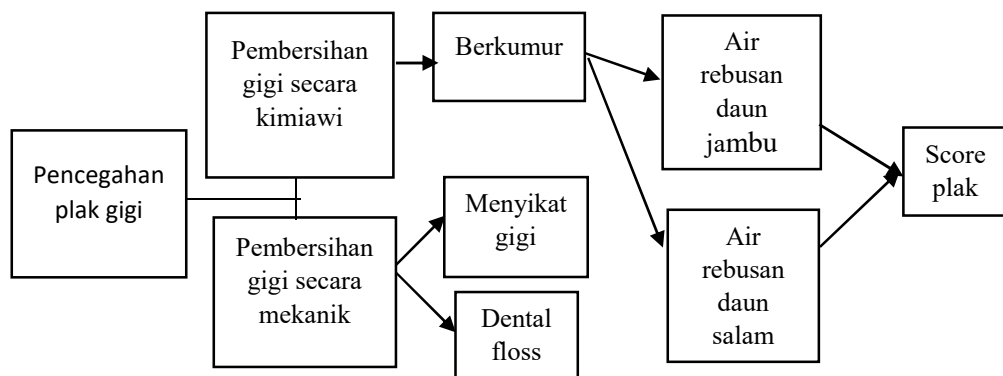 Pencegahan
plak gigi
Pembersihan
gigi secara
kimiawi
Berkumur
Air
rebusan
daun
jambu
Score
plak
Pembersihan
gigi secara
mekanik
Menyikat
gigi
Dental
floss
Air
rebusan
daun
salam